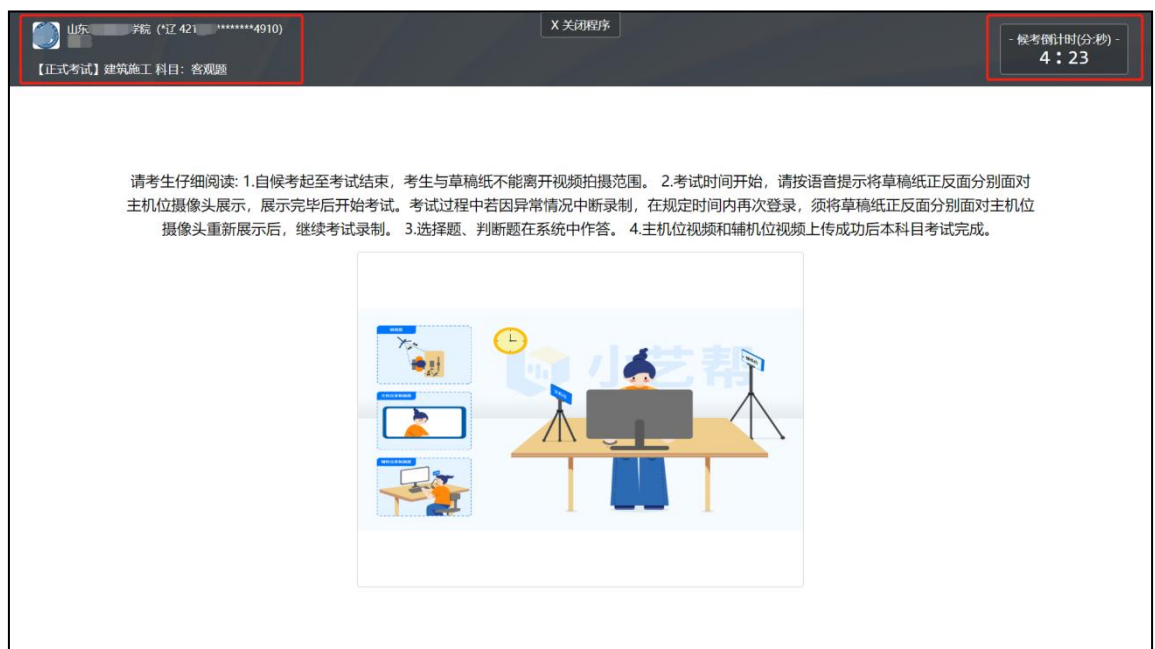 山东 学院 (*辽 421 ********4910)
X 关闭程序
- 候考倒计时(分:秒) -
4：23
【正式考试】建筑施工 科目：客观题
请考生仔细阅读: 1.自候考起至考试结束，考生与草稿纸不能离开视频拍摄范围。 2.考试时间开始，请按语音提示将草稿纸正反面分别面对
主机位摄像头展示，展示完毕后开始考试。考试过程中若因异常情况中断录制，在规定时间内再次登录，须将草稿纸正反面分别面对主机位
摄像头重新展示后，继续考试录制。 3.选择题、判断题在系统中作答。 4.主机位视频和辅机位视频上传成功后本科目考试完成。
小艺帮